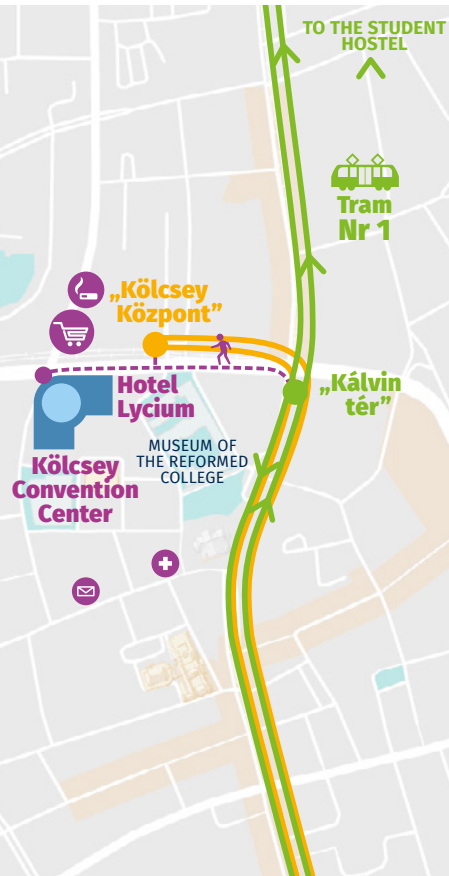 TO THE STUDENT
HOSTEL
Tram
Nr 1
„Kölcsey
Központ”
„Kálvin
tér”
Hotel
Lycium
MUSEUM OF
THE REFORMED
COLLEGE
Kölcsey
Convention
Center